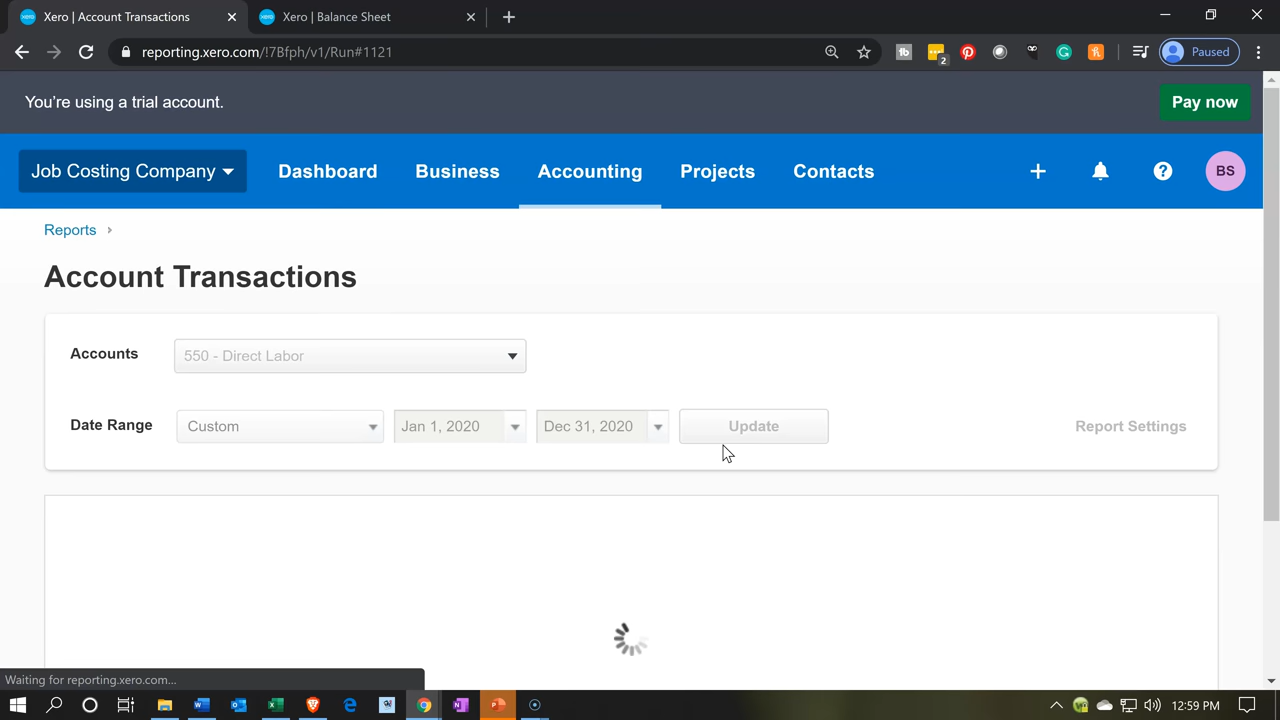 Xero | Account Transactions
Xero | Balance Sheet
reporting.xero.com/!7Bfph/v1/Run#1121
2
Paused
You're using a trial account.
Pay now
Job Costing Company
Dashboard
Business
Accounting
Projects
Contacts
BS
Reports
Account Transactions
Accounts
550 - Direct Labor
Date Range
Custom
Jan 1, 2020
Dec 31, 2020
Update
Report Settings
Waiting for reporting.xero.com...
12:59 PM